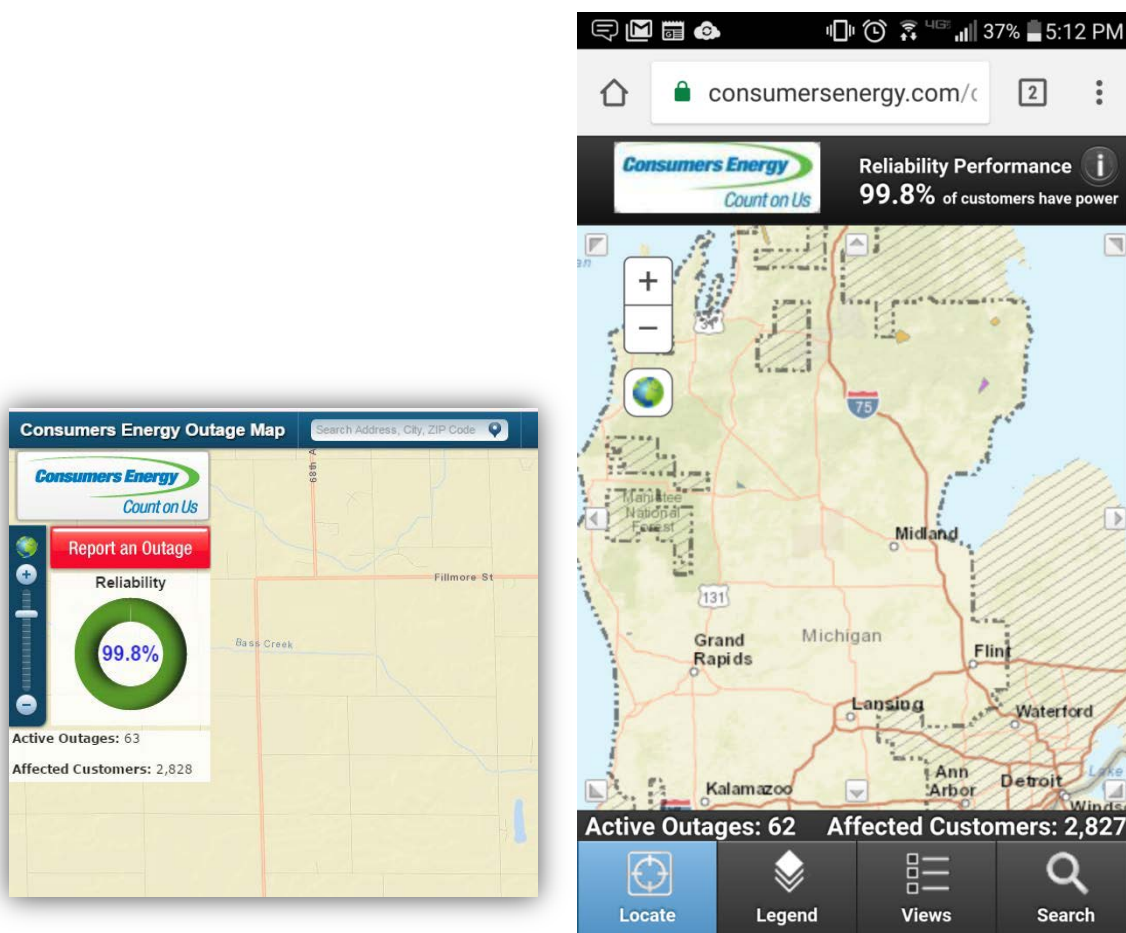 Consumers Energy Outage Map
Search Address, City, ZIP Code
Consumers Energy
Count on Us
Report an Outage
Reliability
99.8%
Active Outages: 63
Affected Customers: 2,828
68th A
Fillmore St
Bass Creek
4G
37%
5:12 PM
consumersenergy.com/
2
Consumers Energy
Count on Us
Reliability Performance
99.8% of customers have power
i
31
75
Manistee
National
Forest
Midland
131
Grand
Rapids
Michigan
Flint
Lansing
Waterford
Ann
Arbor
Detroit
Lake
Kalamazoo
Winds
Active Outages: 62
Affected Customers: 2,827
Locate
Legend
Views
Search